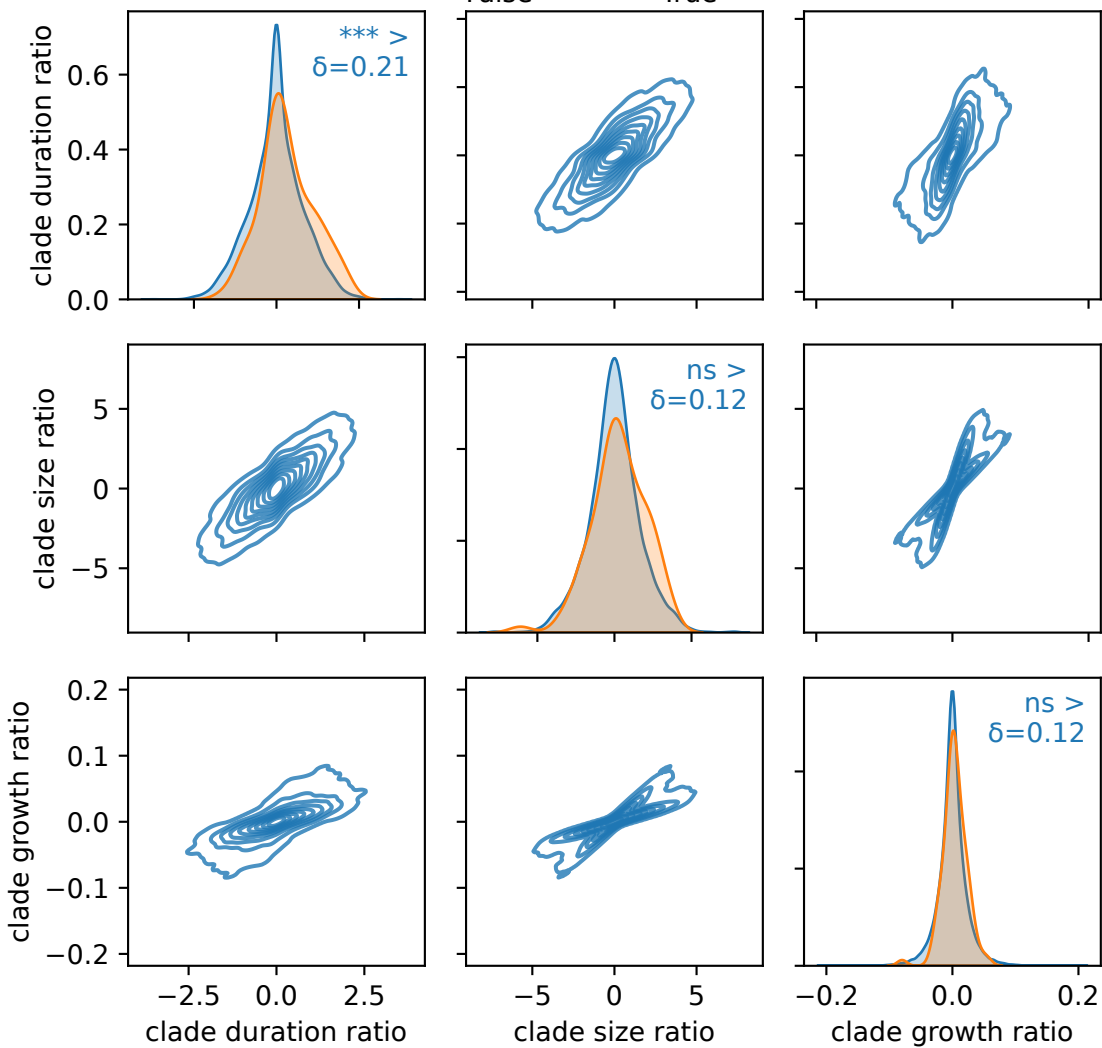 clade duration ratio
0.6
0.4
0.2
0.0
*** >
δ=0.21
clade size ratio
5
0
−5
ns >
δ=0.12
clade growth ratio
0.2
0.1
0.0
−0.1
−0.2
ns >
δ=0.12
−2.5 0.0 2.5
−5 0 5
−0.2 0.0 0.2
clade duration ratio
clade size ratio
clade growth ratio